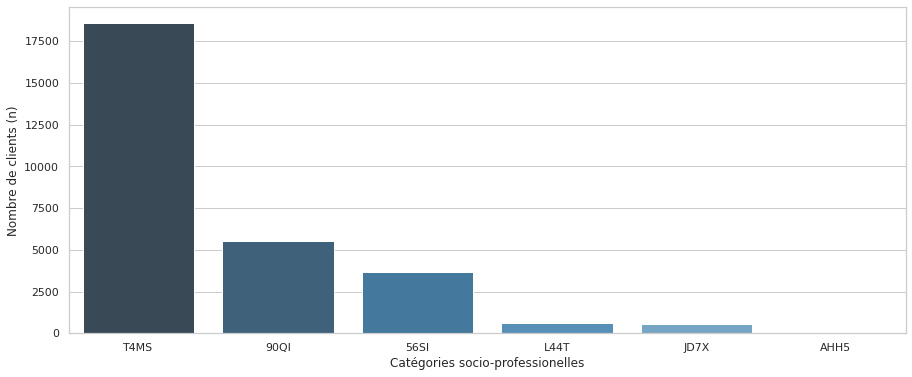 17500
15000
12500
10000
7500
5000
2500
0
Nombre de clients (n)
T4MS 90QI 56SI L44T JD7X AHH5
Catégories socio-professionelles